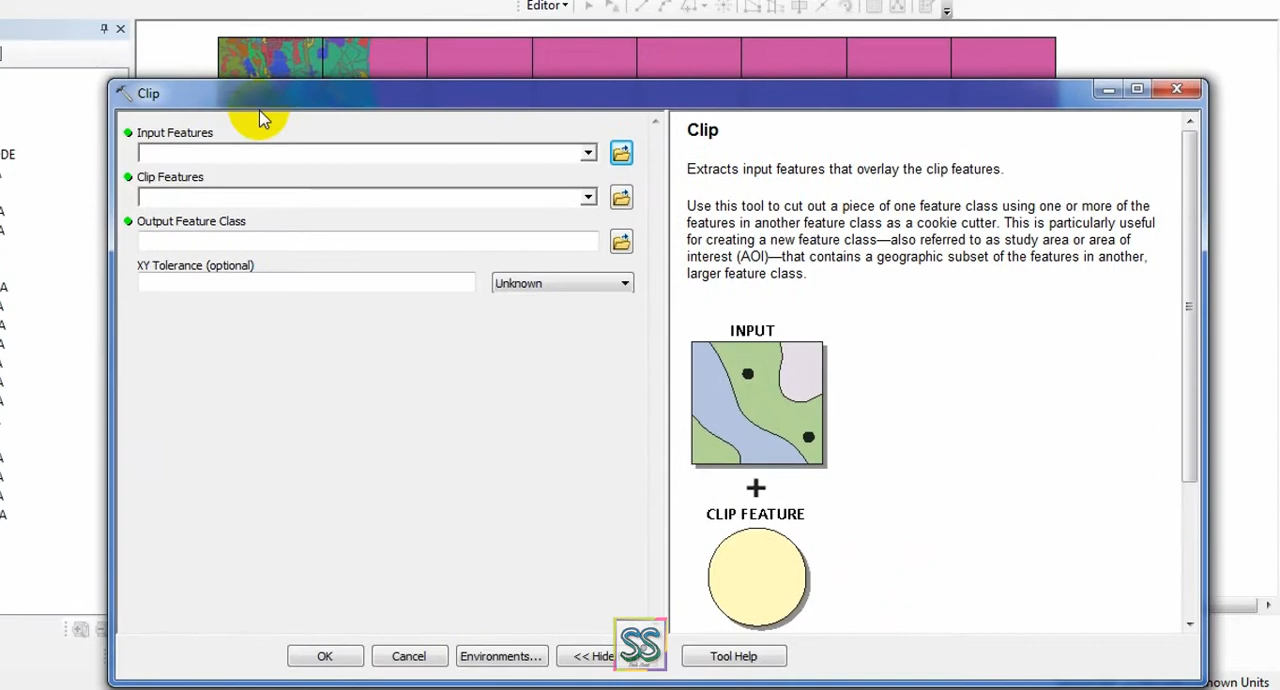 Editor
Clip
Input Features
Clip Features
Output Feature Class
XY Tolerance (optional)
Unknown
Clip
Extracts input features that overlay the clip features.
Use this tool to cut out a piece of one feature class using one or more of the
features in another feature class as a cookie cutter. This is particularly useful
for creating a new feature class—also referred to as study area or area of
interest (AOI)—that contains a geographic subset of the features in another,
larger feature class.
INPUT
+
CLIP FEATURE
DE
A
A
A
A
A
A
A
A
A
A
A
A
A
A
OK
Cancel
Environments...
<< Hide
SS
Tool Help
nown Units